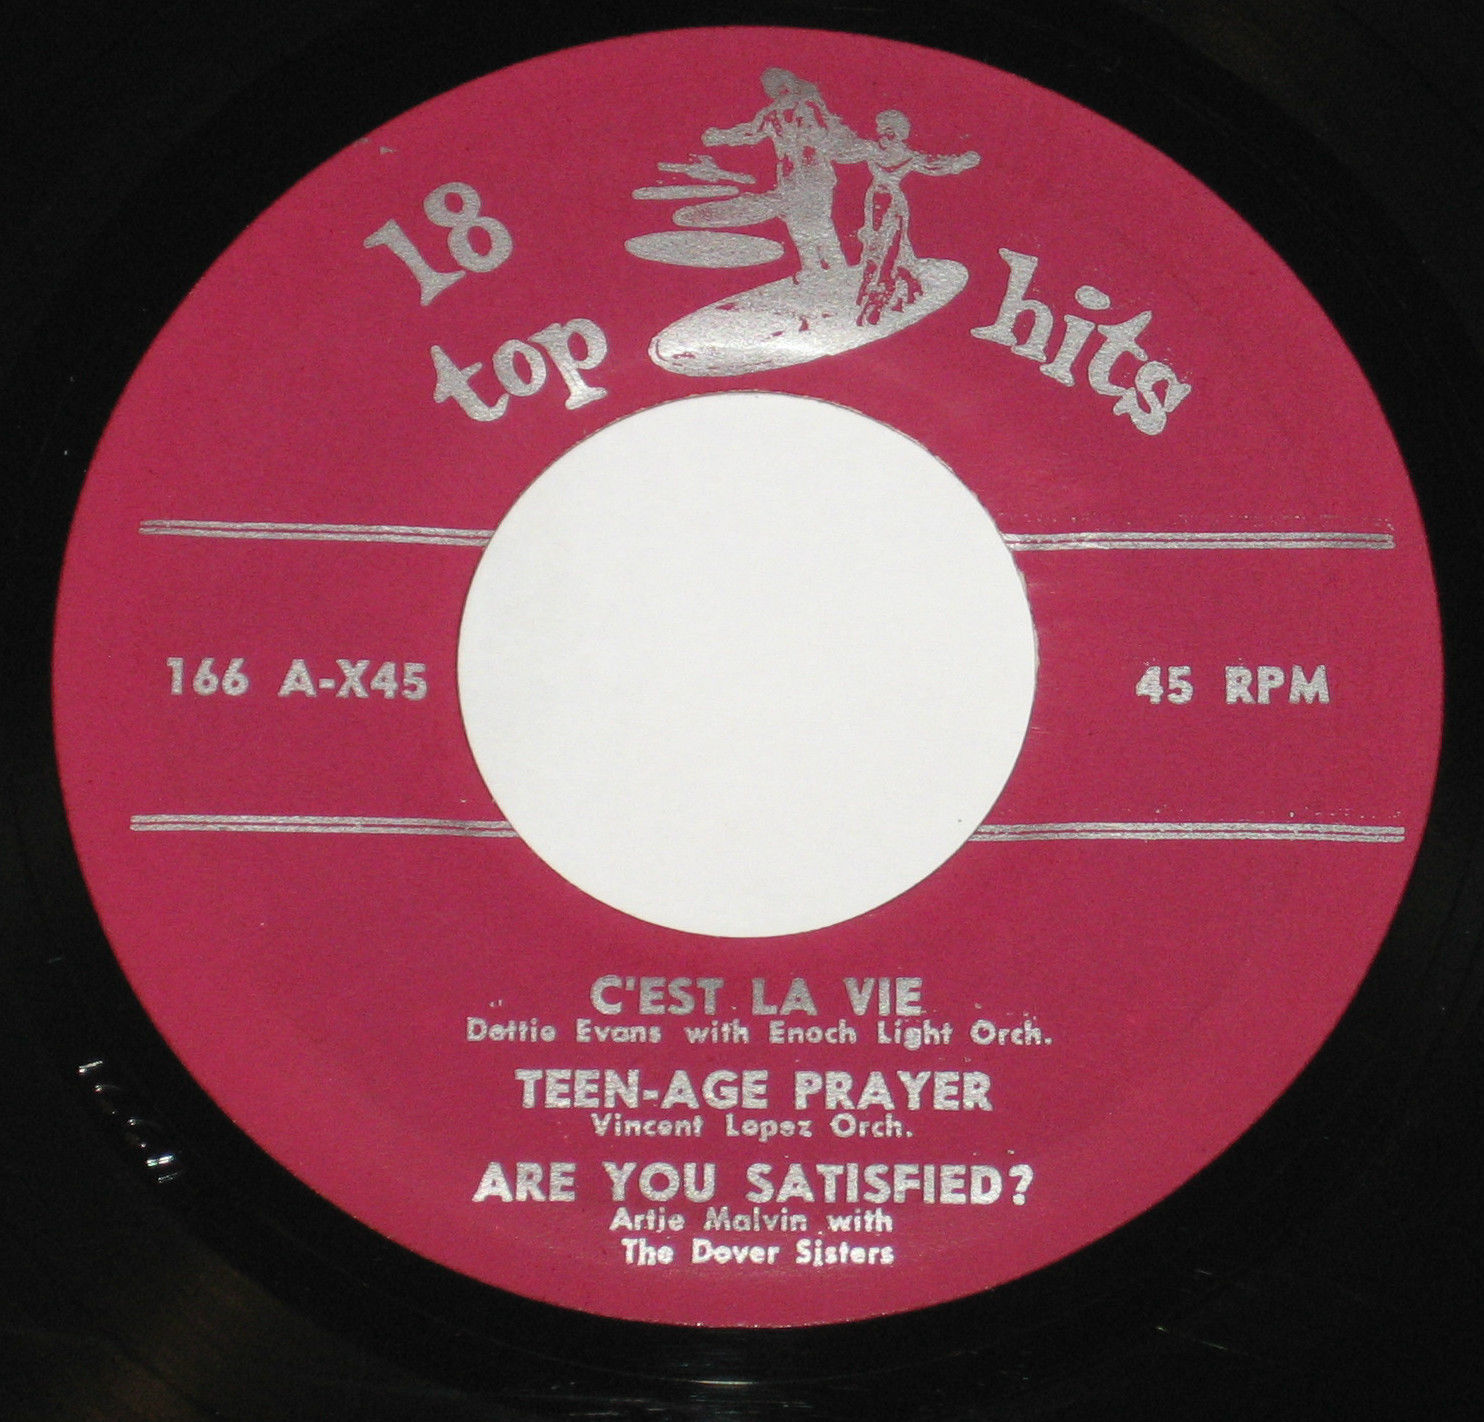 18
top hits
166 A-X45 45 RPM
C'EST LA VIE
Dottie Evans with Enoch Light Orch.
TEEN-AGE PRAYER
Vincent Lopez Orch.
ARE YOU SATISFIED?
Artie Malvin with
The Dover Sisters